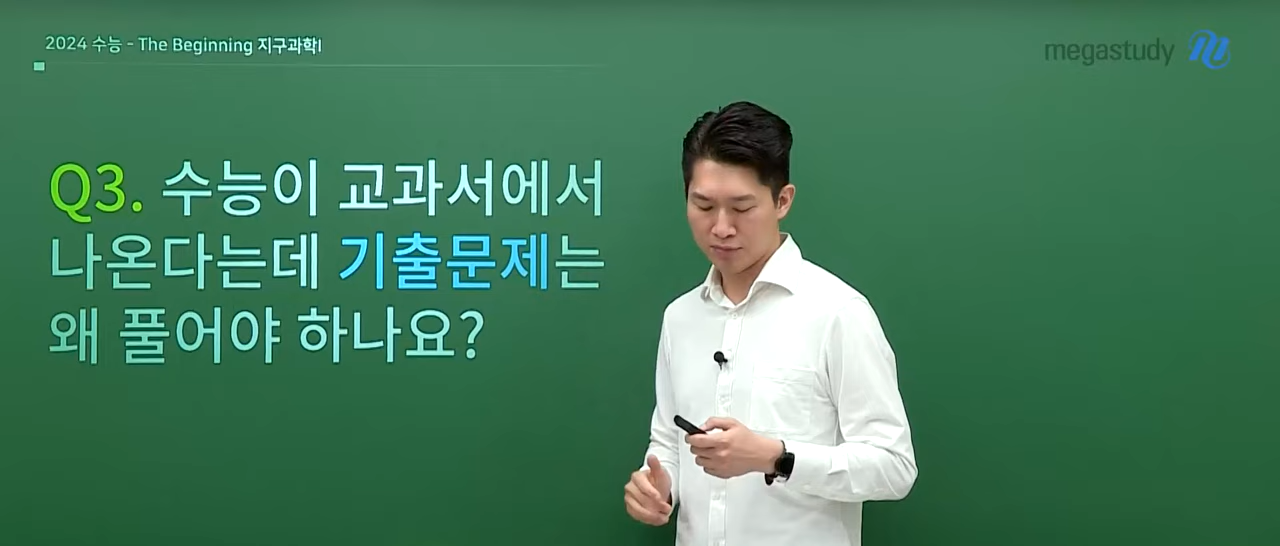 2024 수능 - The Beginning 지구과학I
megastudy
Q3. 수능이 교과서에서
나온다는데 기출문제는
왜 풀어야 하나요?